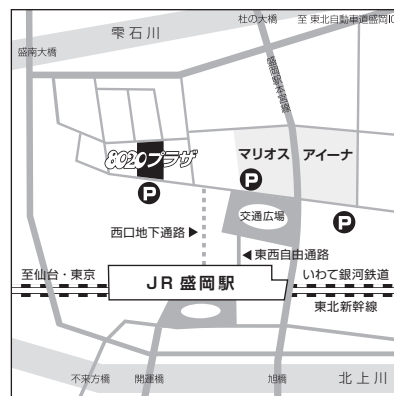 杜の大橋
至 東北自動車道盛岡IC
雫石川
盛南大橋
盛岡駅本宮線
8020プラザ
マリオス
アイーナ
P
P
P
交通広場
西口地下通路▶
◀東西自由通路
至仙台・東京
JR 盛岡駅
いわて銀河鉄道
東北新幹線
不来方橋
開運橋
旭橋
北上川